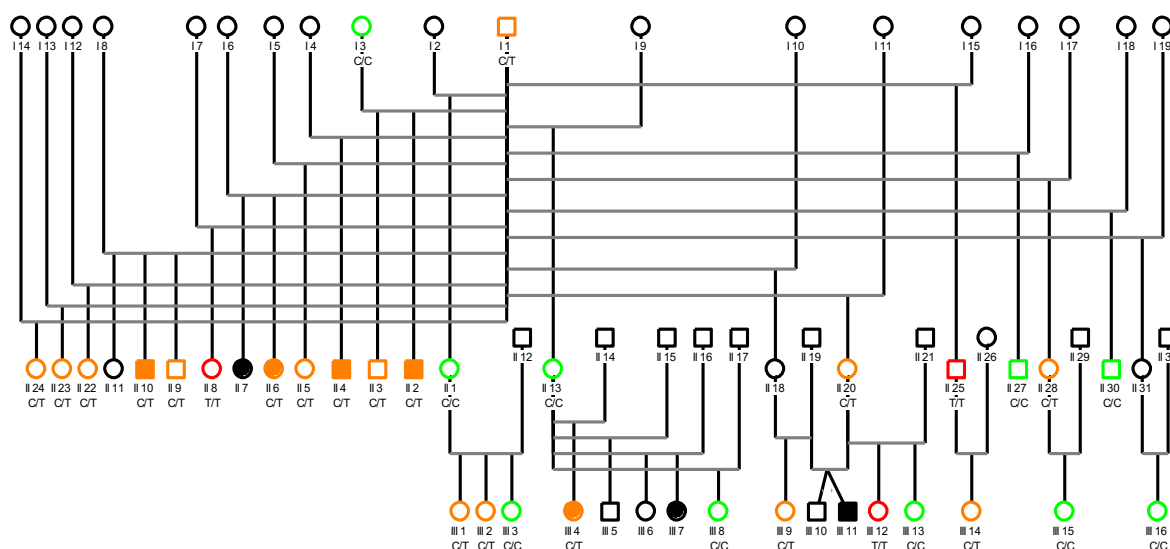 I 14 I 13 I 12 I 8 I 7 I 6 I 5 I 4 I 3 I 2 I 1 I 9 I 10 I 11 I 15 I 16 I 17 I 18 I 19
C/C C/T
II 12 II 14 II 15 II 16 II 17 II 19 II 21 II 26 II 29
II 24 II 23 II 22 II 11 II 10 II 9 II 8 II 7 II 6 II 5 II 4 II 3 II 2 II 1 II 13 II 18 II 20 II 25 II 27 II 28 II 30 II 31
C/T C/T C/T C/T C/T T/T C/T C/T C/T C/T C/T C/C C/C C/T T/T C/C C/T C/C
III 1 III 2 III 3 III 4 III 5 III 6 III 7 III 8 III 9 III 10 III 11 III 12 III 13 III 14 III 15 III 16
C/T C/T C/C C/T C/C C/T T/T C/C C/T C/C C/C